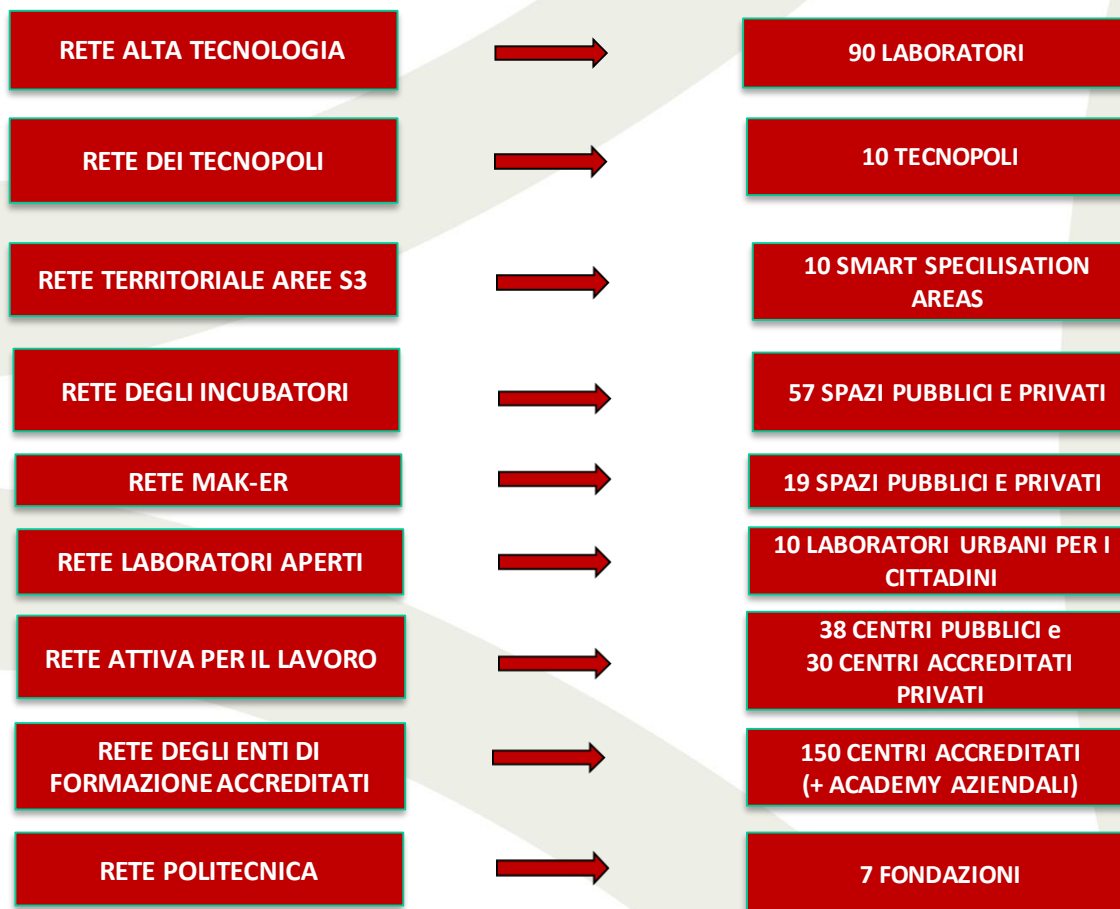 RETE ALTA TECNOLOGIA
90 LABORATORI
RETE DEI TECNOPOLI
10 TECNOPOLI
RETE TERRITORIALE AREE S3
10 SMART SPECILISATION
AREAS
RETE DEGLI INCUBATORI
57 SPAZI PUBBLICI E PRIVATI
RETE MAK-ER
19 SPAZI PUBBLICI E PRIVATI
RETE LABORATORI APERTI
10 LABORATORI URBANI PER I
CITTADINI
RETE ATTIVA PER IL LAVORO
38 CENTRI PUBBLICI e
30 CENTRI ACCREDITATI
PRIVATI
RETE DEGLI ENTI DI
FORMAZIONE ACCREDITATI
150 CENTRI ACCREDITATI
(+ ACADEMY AZIENDALI)
RETE POLITECNICA
7 FONDAZIONI